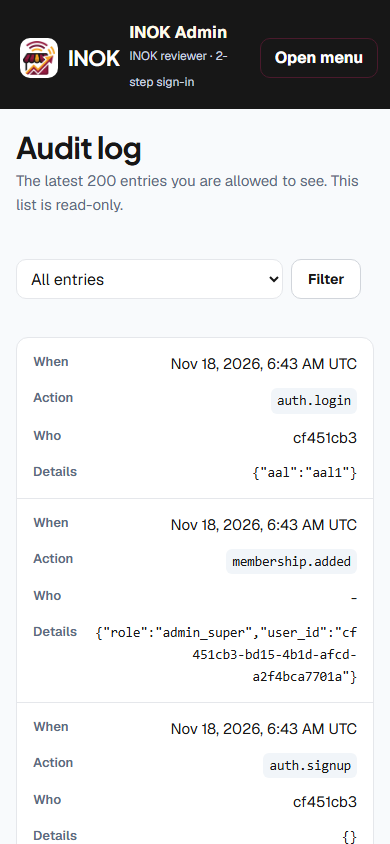 INOK
INOK Admin
INOK reviewer · 2-
step sign-in
Open menu
Audit log
The latest 200 entries you are allowed to see. This
list is read-only.
All entries
Filter
When
Nov 18, 2026, 6:43 AM UTC
Action
auth.login
Who
cf451cb3
Details
{"aal":"aal1"}
When
Nov 18, 2026, 6:43 AM UTC
Action
membership.added
Who
–
Details
{"role":"admin_super","user_id":"cf
451cb3-bd15-4b1d-afcd-
a2f4bca7701a"}
When
Nov 18, 2026, 6:43 AM UTC
Action
auth.signup
Who
cf451cb3
Details
{}